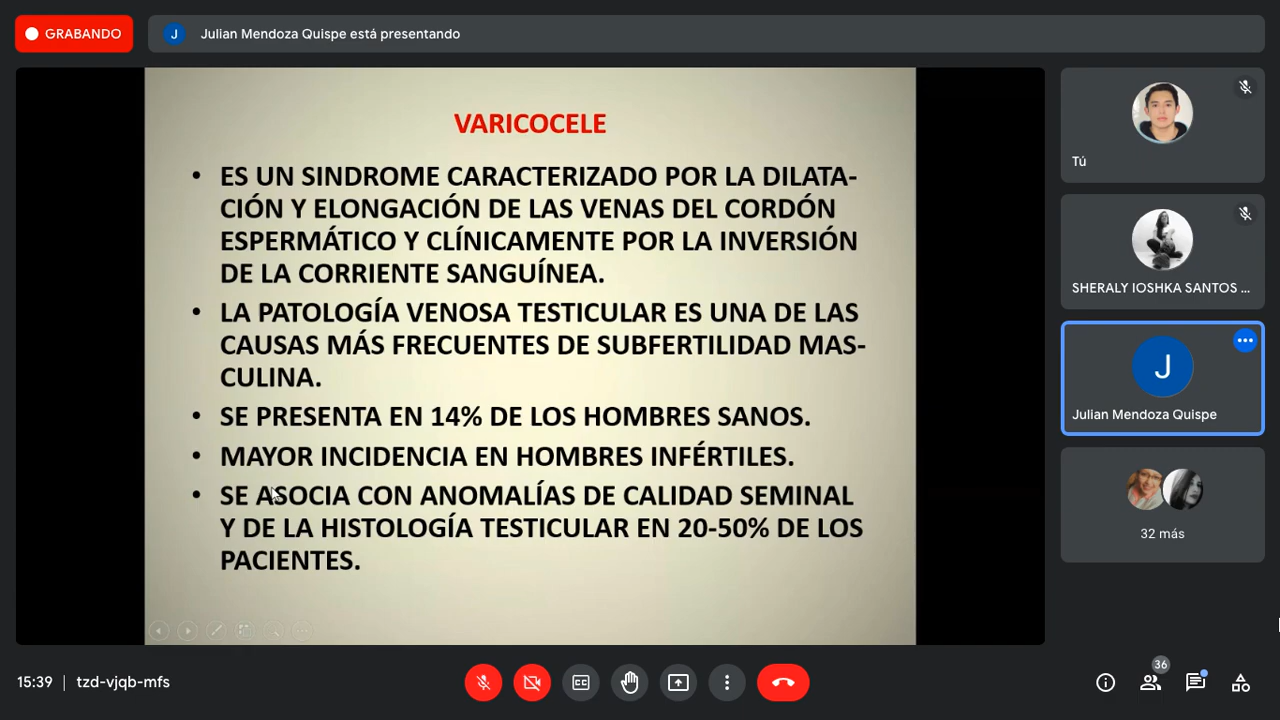 GRABANDO
J
Julian Mendoza Quispe está presentando
VARICOCELE
• ES UN SINDROME CARACTERIZADO POR LA DILATA-
CIÓN Y ELONGACIÓN DE LAS VENAS DEL CORDÓN
ESPERMÁTICO Y CLÍNICAMENTE POR LA INVERSIÓN
DE LA CORRIENTE SANGUÍNEA.
• LA PATOLOGÍA VENOSA TESTICULAR ES UNA DE LAS
CAUSAS MÁS FRECUENTES DE SUBFERTILIDAD MAS-
CULINA.
• SE PRESENTA EN 14% DE LOS HOMBRES SANOS.
• MAYOR INCIDENCIA EN HOMBRES INFÉRTILES.
• SE ASOCIA CON ANOMALÍAS DE CALIDAD SEMINAL
Y DE LA HISTOLOGÍA TESTICULAR EN 20-50% DE LOS
PACIENTES.
Tú
SHERALY IOSHKA SANTOS ...
J
Julian Mendoza Quispe
32 más
15:39 | tzd-vjqb-mfs
CC
36